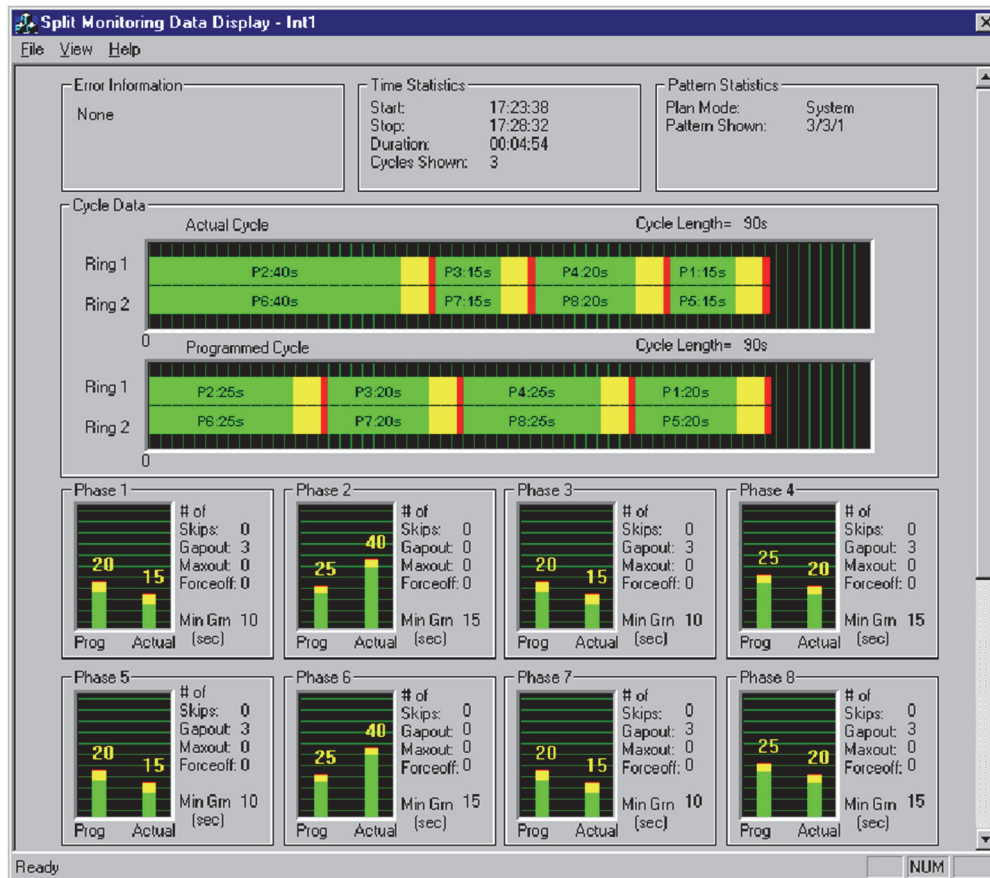 Split Monitoring Data Display - Int1
File View Help
Error Information
None
Time Statistics
Start: 17:23:38
Stop: 17:28:32
Duration: 00:04:54
Cycles Shown: 3
Pattern Statistics
Plan Mode: System
Pattern Shown: 3/3/1
Cycle Data
Actual Cycle Cycle Length= 90s
Ring 1 P2:40s P3:15s P4:20s P1:15s
Ring 2 P6:40s P7:15s P8:20s P5:15s
0
Programmed Cycle Cycle Length= 90s
Ring 1 P2:25s P3:20s P4:25s P1:20s
Ring 2 P6:25s P7:20s P8:25s P5:20s
0
Phase 1
20 15
Prog Actual
# of
Skips: 0
Gapout: 3
Maxout: 0
Forceoff: 0
Min Grn 10
(sec)
Phase 2
25 40
Prog Actual
# of
Skips: 0
Gapout: 0
Maxout: 0
Forceoff: 0
Min Grn 15
(sec)
Phase 3
20 15
Prog Actual
# of
Skips: 0
Gapout: 3
Maxout: 0
Forceoff: 0
Min Grn 10
(sec)
Phase 4
25 20
Prog Actual
# of
Skips: 0
Gapout: 3
Maxout: 0
Forceoff: 0
Min Grn 15
(sec)
Phase 5
20 15
Prog Actual
# of
Skips: 0
Gapout: 3
Maxout: 0
Forceoff: 0
Min Grn 10
(sec)
Phase 6
25 40
Prog Actual
# of
Skips: 0
Gapout: 0
Maxout: 0
Forceoff: 0
Min Grn 15
(sec)
Phase 7
20 15
Prog Actual
# of
Skips: 0
Gapout: 3
Maxout: 0
Forceoff: 0
Min Grn 10
(sec)
Phase 8
25 20
Prog Actual
# of
Skips: 0
Gapout: 3
Maxout: 0
Forceoff: 0
Min Grn 15
(sec)
Ready NUM